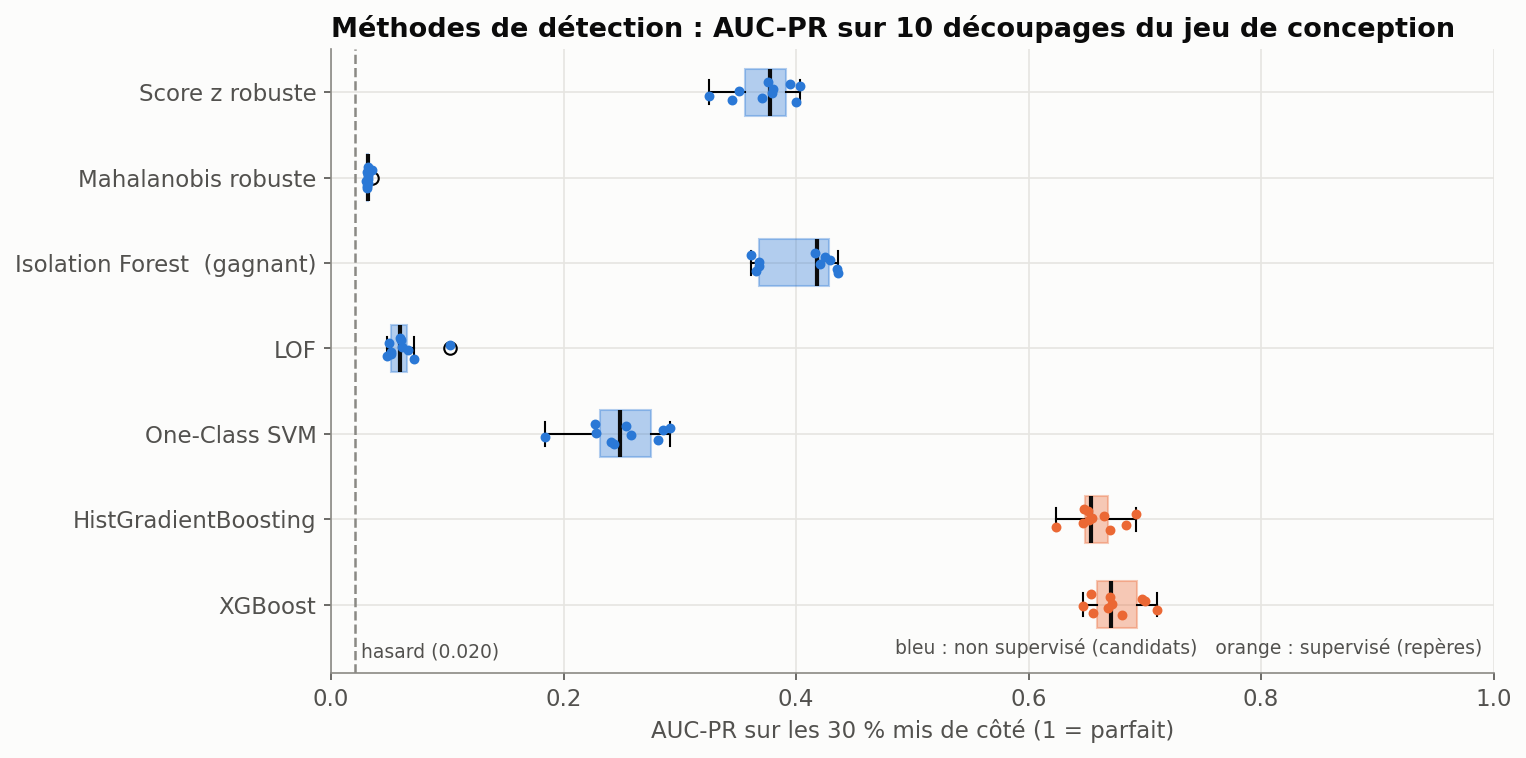 Méthodes de détection : AUC-PR sur 10 découpages du jeu de conception
Score z robuste
Mahalanobis robuste
Isolation Forest  (gagnant)
LOF
One-Class SVM
HistGradientBoosting
XGBoost
hasard (0.020)
bleu : non supervisé (candidats)   orange : supervisé (repères)
0.0 0.2 0.4 0.6 0.8 1.0
AUC-PR sur les 30 % mis de côté (1 = parfait)